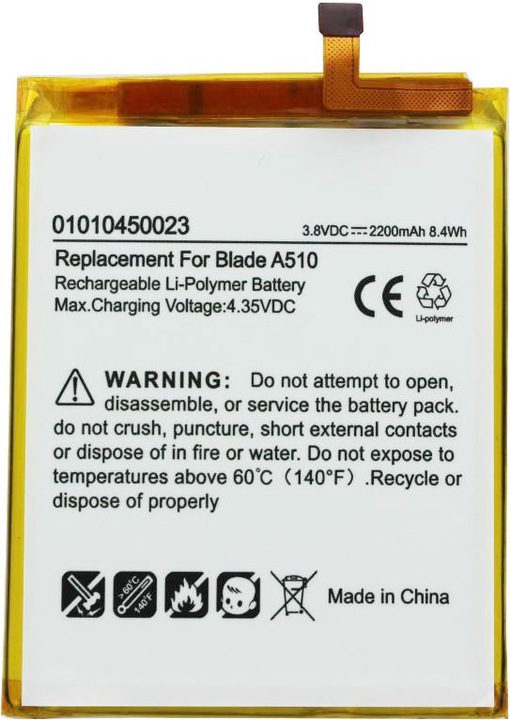 01010450023
3.8VDC⎓2200mAh 8.4Wh
Replacement For Blade A510
Rechargeable Li-Polymer Battery
Max.Charging Voltage:4.35VDC
CE
Li-polymer
WARNING: Do not attempt to open,
disassemble, or service the battery pack.
do not crush, puncture, short external contacts
or dispose of in fire or water. Do not expose to
temperatures above 60℃（140°F）.Recycle or
dispose of properly
>60℃
140°F
Made in China